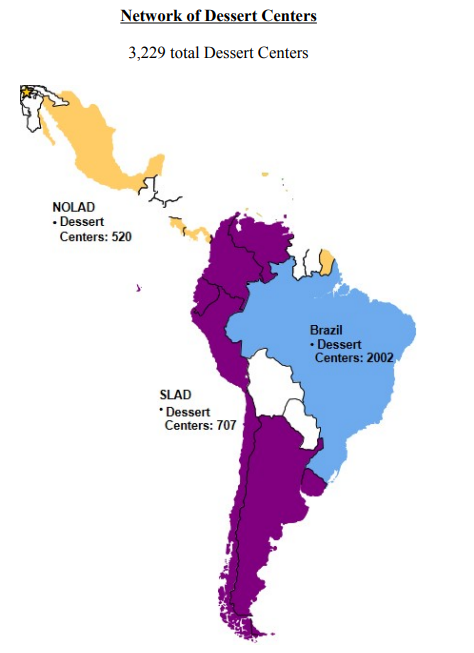 Network of Dessert Centers
3,229 total Dessert Centers
NOLAD
• Dessert
Centers: 520
Brazil
• Dessert
Centers: 2002
SLAD
• Dessert
Centers: 707